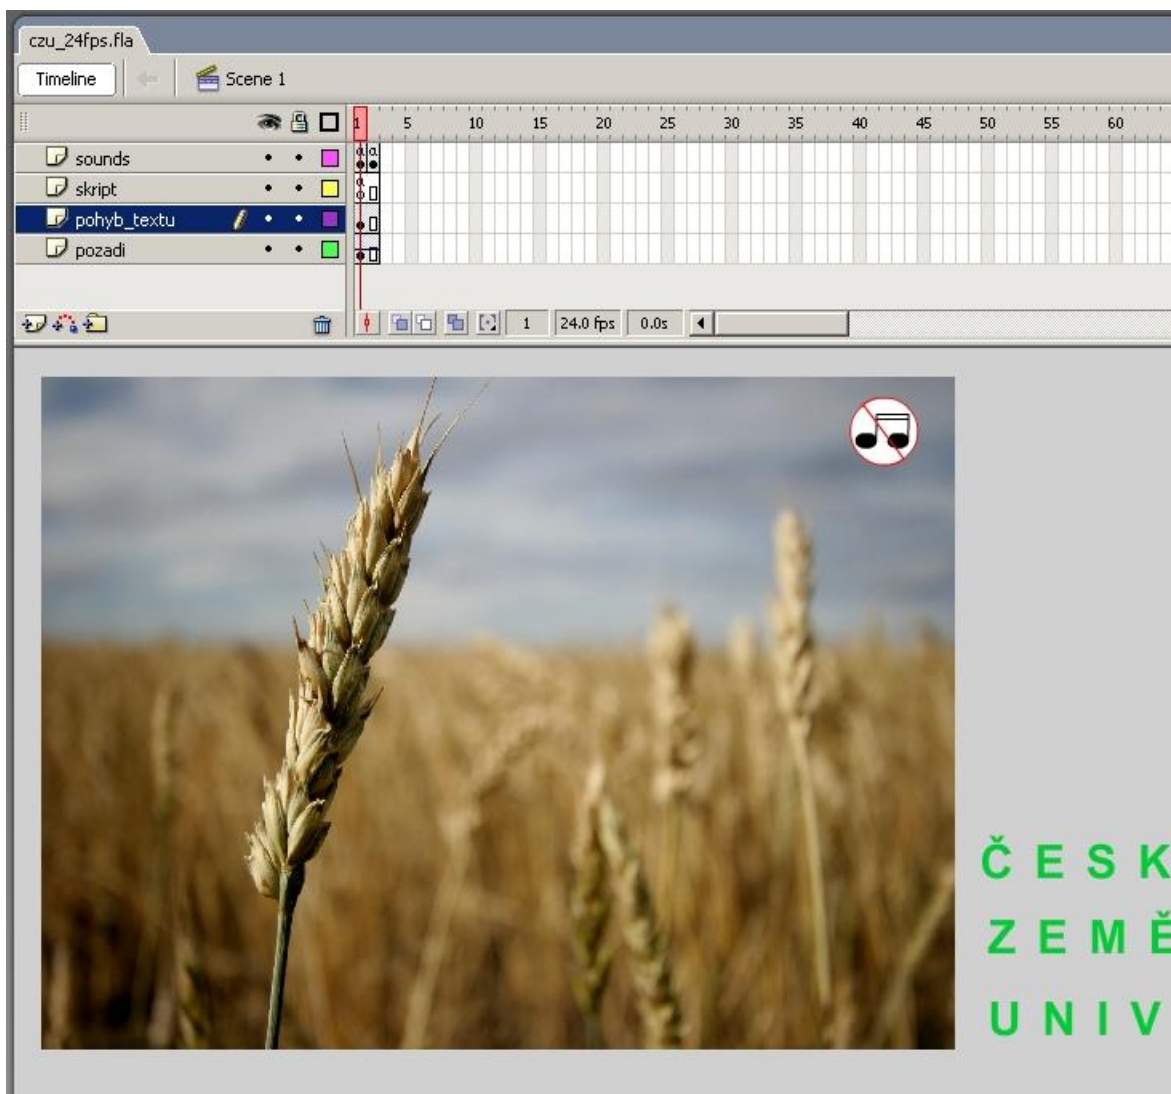 czu_24fps.fla
Timeline Scene 1
1 5 10 15 20 25 30 35 40 45 50 55 60
sounds a a
skript a
pohyb_textu
pozadi
1 24.0 fps 0.0s
Č E S K
Z E M Ě
U N I V